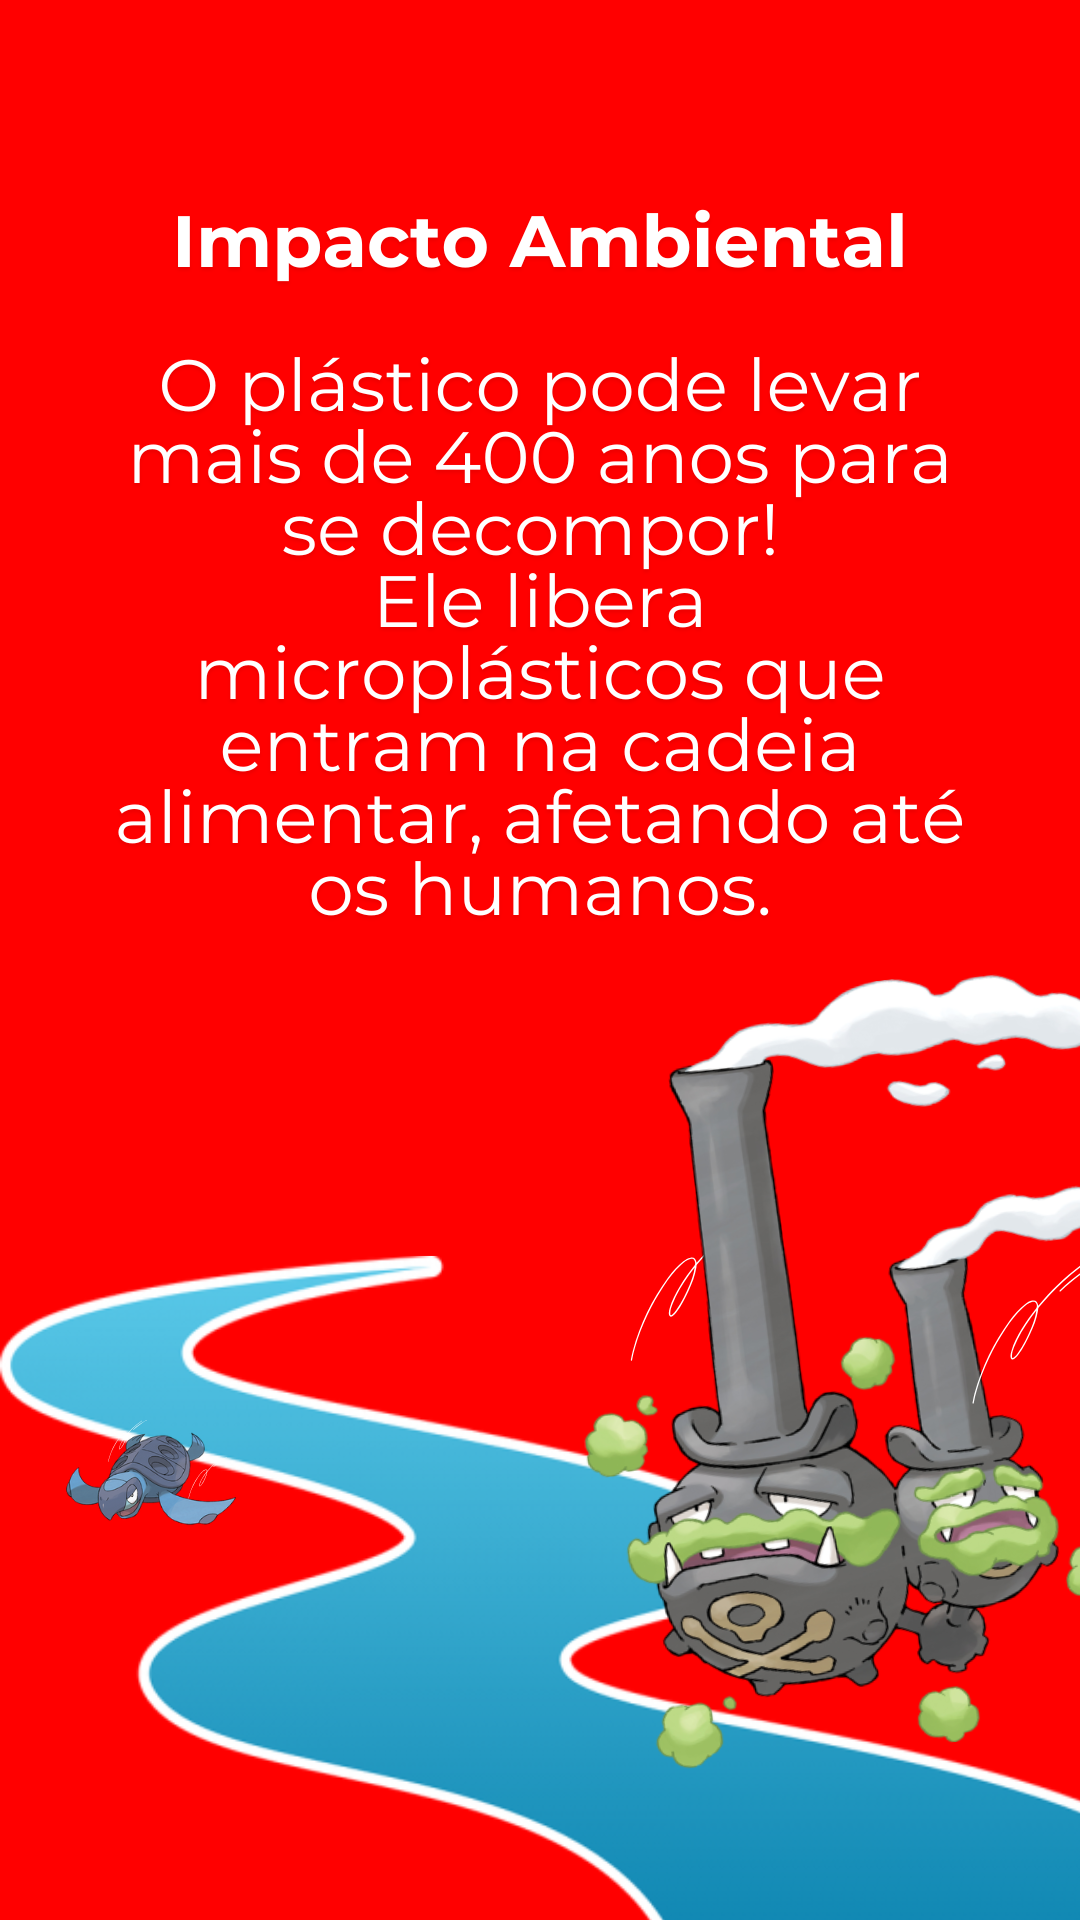 Impacto Ambiental
O plástico pode levar
mais de 400 anos para
se decompor!
Ele libera
microplásticos que
entram na cadeia
alimentar, afetando até
os humanos.